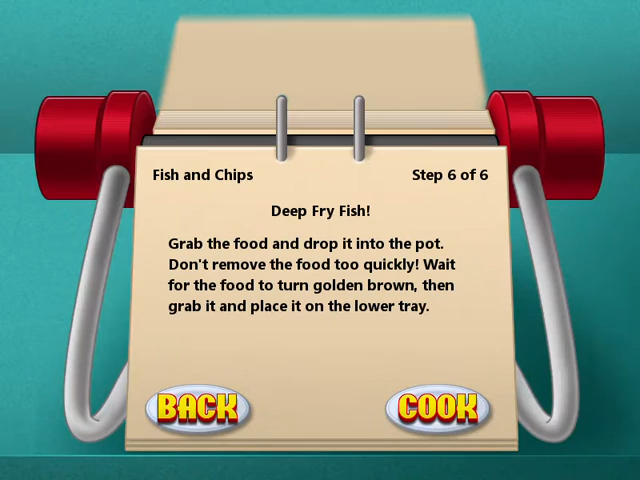 Fish and Chips
Step 6 of 6
Deep Fry Fish!
Grab the food and drop it into the pot.
Don't remove the food too quickly! Wait
for the food to turn golden brown, then
grab it and place it on the lower tray.
BACK
COOK